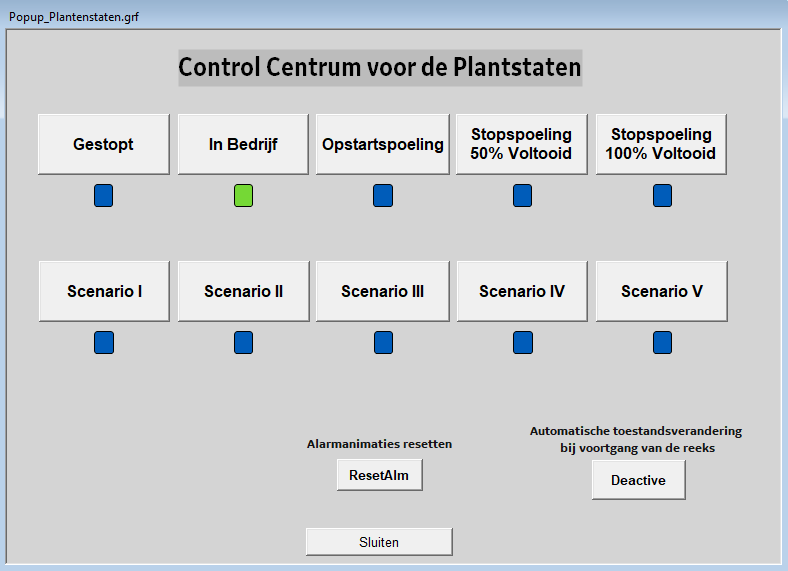 Popup_Plantenstaten.grf
Control Centrum voor de Plantstaten
Gestopt
In Bedrijf
Opstartspoeling
Stopspoeling
50% Voltooid
Stopspoeling
100% Voltooid
Scenario I
Scenario II
Scenario III
Scenario IV
Scenario V
Alarmanimaties resetten
ResetAlm
Automatische toestandsverandering
bij voortgang van de reeks
Deactive
Sluiten